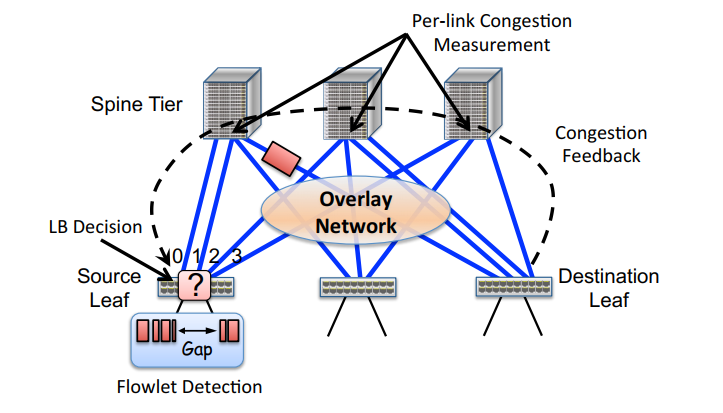 Per-link Congestion
Measurement
Spine Tier
Congestion
Feedback
Overlay
Network
LB Decision
0 1 2 3
Source
Leaf
?
Destination
Leaf
Gap
Flowlet Detection